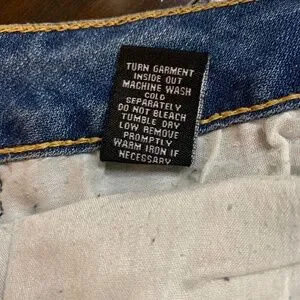 TURN GARMENT
INSIDE OUT
MACHINE WASH
COLD
SEPARATELY
DO NOT BLEACH
TUMBLE DRY
LOW REMOVE
PROMPTLY
WARM IRON IF
NECESSARY